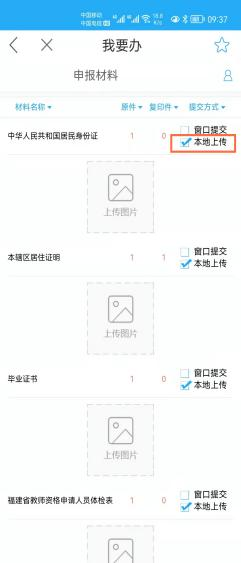 中国移动
中国电信 HD
16.8 K/s
09:37
我要办
申报材料
材料名称 原件 复印件 提交方式
中华人民共和国居民身份证 1 0 窗口提交
本地上传
上传图片
本辖区居住证明 1 1 窗口提交
本地上传
上传图片
毕业证书 1 0 窗口提交
本地上传
上传图片
福建省教师资格申请人员体检表 1 0 窗口提交
本地上传